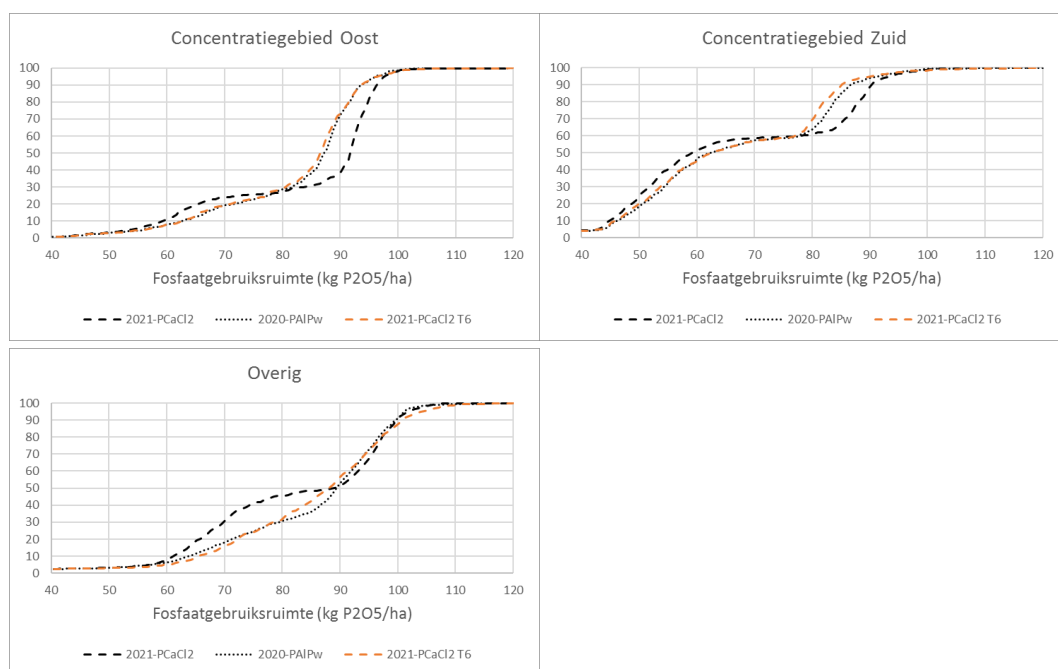 Concentratiegebied Oost
100
90
80
70
60
50
40
30
20
10
0
40 50 60 70 80 90 100 110 120
Fosfaatgebruiksruimte (kg P2O5/ha)
2021-PCaCl2 2020-PAlPw 2021-PCaCl2 T6
Concentratiegebied Zuid
100
90
80
70
60
50
40
30
20
10
0
40 50 60 70 80 90 100 110 120
Fosfaatgebruiksruimte (kg P2O5/ha)
2021-PCaCl2 2020-PAlPw 2021-PCaCl2 T6
Overig
100
90
80
70
60
50
40
30
20
10
0
40 50 60 70 80 90 100 110 120
Fosfaatgebruiksruimte (kg P2O5/ha)
2021-PCaCl2 2020-PAlPw 2021-PCaCl2 T6